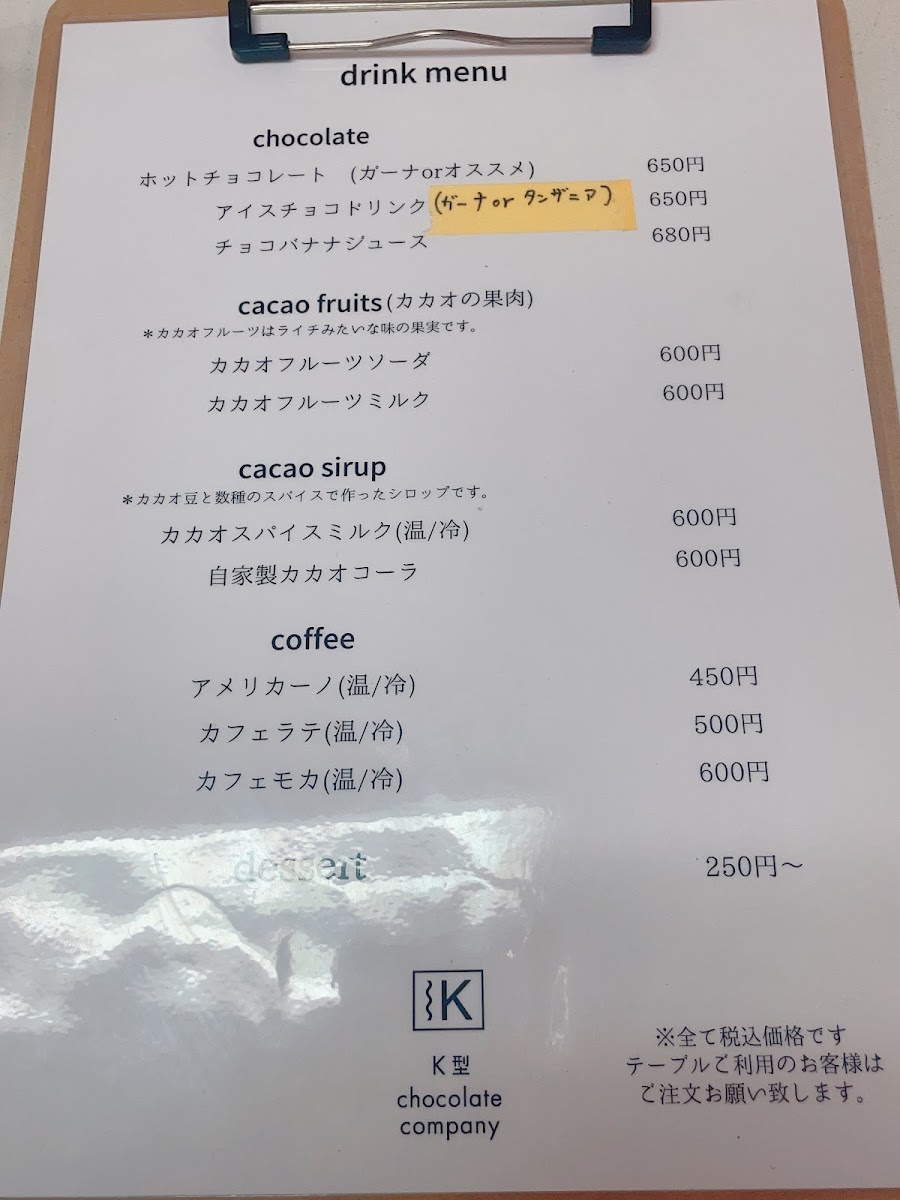 drink menu
chocolate
ホットチョコレート (ガーナorオススメ) 650円
アイスチョコドリンク (ガーナ or タンザニア) 650円
チョコバナナジュース 680円
cacao fruits (カカオの果肉)
*カカオフルーツはライチみたいな味の果実です。
カカオフルーツソーダ 600円
カカオフルーツミルク 600円
cacao sirup
*カカオ豆と数種のスパイスで作ったシロップです。
カカオスパイスミルク(温/冷) 600円
自家製カカオコーラ 600円
coffee
アメリカーノ(温/冷) 450円
カフェラテ(温/冷) 500円
カフェモカ(温/冷) 600円
dessert 250円〜
K
K型
chocolate
company
※全て税込価格です
テーブルご利用のお客様は
ご注文お願い致します。